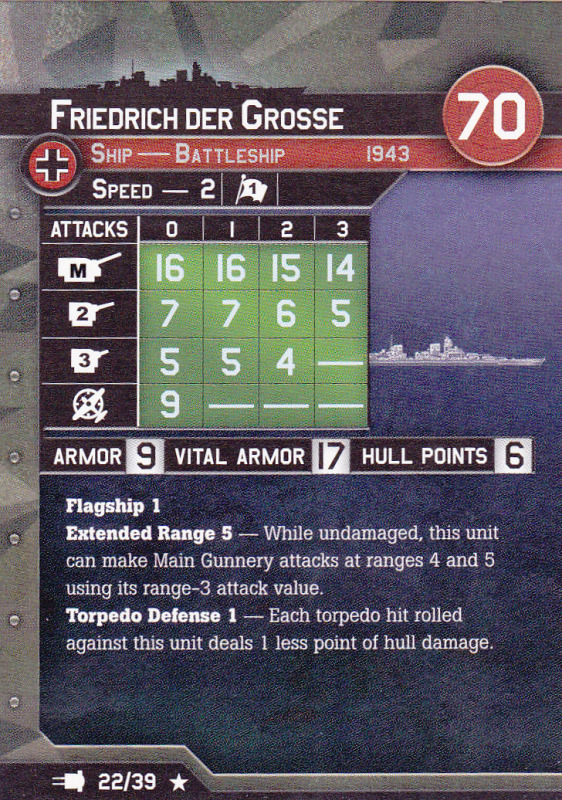 Friedrich der Grosse
70
Ship — Battleship 1943
Speed — 2 1
ATTACKS 0 1 2 3
M 16 16 15 14
2 7 7 6 5
3 5 5 4 —
9 — — —
ARMOR 9 VITAL ARMOR 17 HULL POINTS 6
Flagship 1
Extended Range 5 — While undamaged, this unit
can make Main Gunnery attacks at ranges 4 and 5
using its range-3 attack value.
Torpedo Defense 1 — Each torpedo hit rolled
against this unit deals 1 less point of hull damage.
22/39 ★